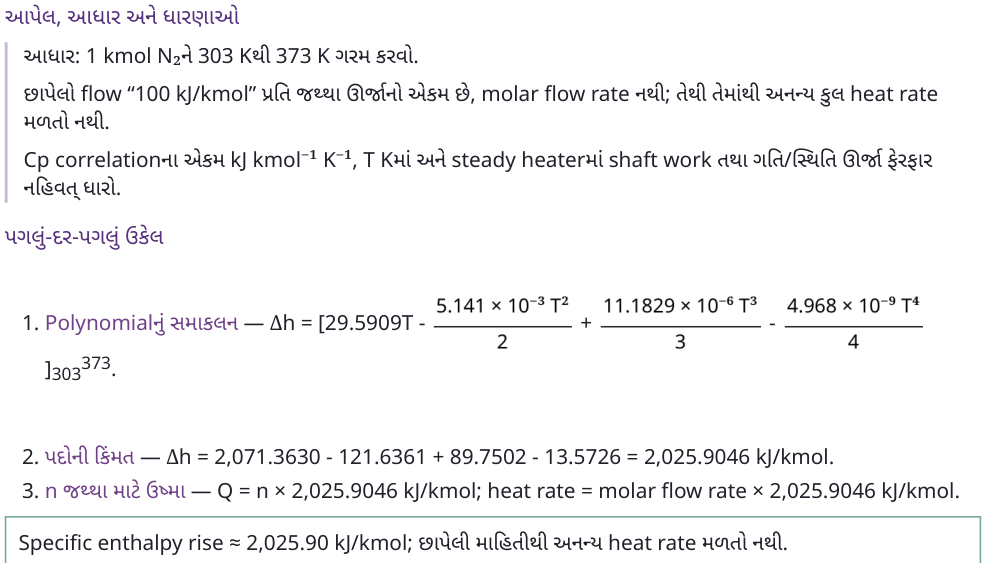 આપેલ, આધાર અને ધારણાઓ
આધાર: 1 kmol N₂ને 303 Kથી 373 K ગરમ કરવો.
છાપેલો flow “100 kJ/kmol” પ્રતિ જથ્થા ઊર્જાનો એકમ છે, molar flow rate નથી; તેથી તેમાંથી અનન્ય કુલ heat rate
મળતો નથી.
Cp correlationના એકમ kJ kmol⁻¹ K⁻¹, T Kમાં અને steady heaterમાં shaft work તથા ગતિ/સ્થિતિ ઊર્જા ફેરફાર
નહિવત્ ધારો.
પગલું-દર-પગલું ઉકેલ
1. Polynomialનું સમાકલન — Δh = [29.5909T - 5.141 × 10⁻³ T² / 2 + 11.1829 × 10⁻⁶ T³ / 3 - 4.968 × 10⁻⁹ T⁴ / 4
]₃₀₃³⁷³.
2. પદોની કિંમત — Δh = 2,071.3630 - 121.6361 + 89.7502 - 13.5726 = 2,025.9046 kJ/kmol.
3. n જથ્થા માટે ઉષ્મા — Q = n × 2,025.9046 kJ/kmol; heat rate = molar flow rate × 2,025.9046 kJ/kmol.
Specific enthalpy rise ≈ 2,025.90 kJ/kmol; છાપેલી માહિતીથી અનન્ય heat rate મળતો નથી.